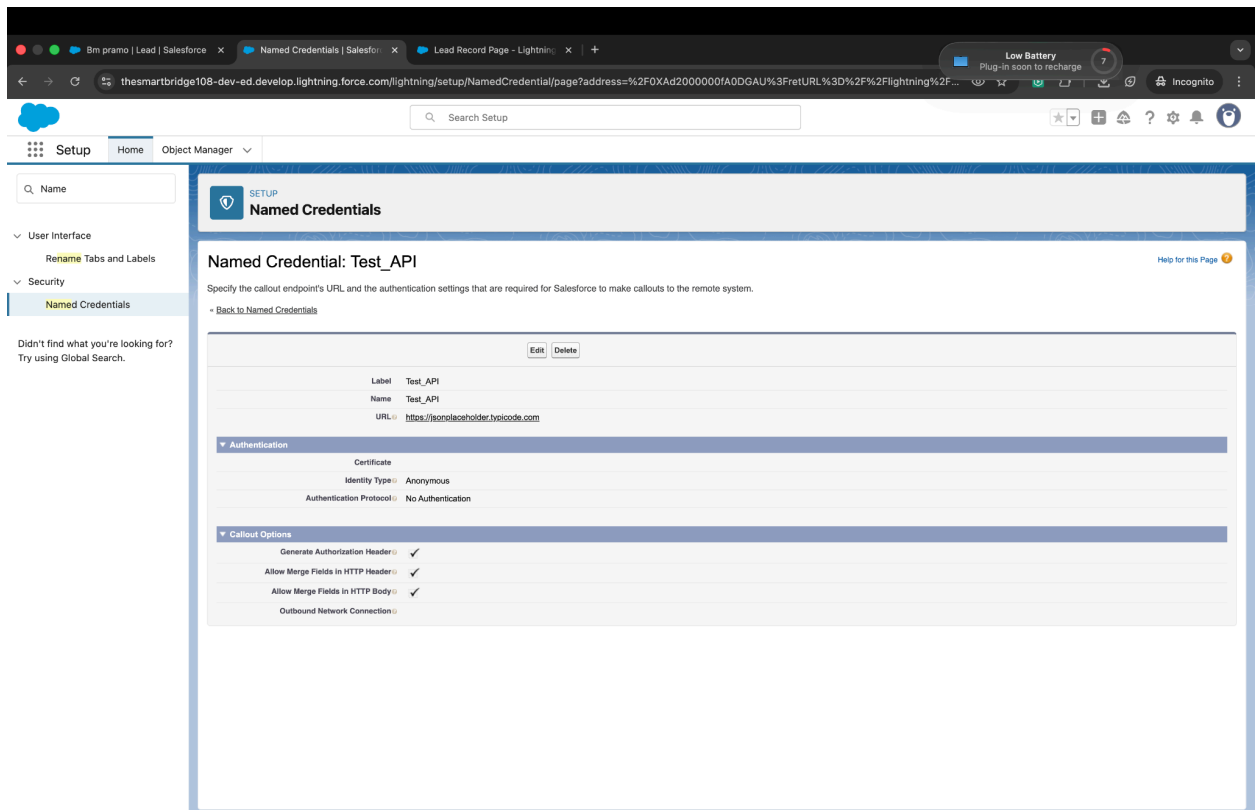 Bm pramo | Lead | Salesforce
Named Credentials | Salesfor
Lead Record Page - Lightning
Low Battery
Plug-in soon to recharge
7
thesmartbridge108-dev-ed.develop.lightning.force.com/lightning/setup/NamedCredential/page?address=%2F0XAd2000000fA0DGAU%3FretURL%3D%2F%2Flightning%2F...
Incognito
Search Setup
Setup
Home
Object Manager
Name
User Interface
Rename Tabs and Labels
Security
Named Credentials
Didn't find what you're looking for?
Try using Global Search.
SETUP
Named Credentials
Named Credential: Test_API
Help for this Page ?
Specify the callout endpoint's URL and the authentication settings that are required for Salesforce to make callouts to the remote system.
« Back to Named Credentials
Edit Delete
Label Test_API
Name Test_API
URL https://jsonplaceholder.typicode.com
Authentication
Certificate
Identity Type Anonymous
Authentication Protocol No Authentication
Callout Options
Generate Authorization Header ✓
Allow Merge Fields in HTTP Header ✓
Allow Merge Fields in HTTP Body ✓
Outbound Network Connection